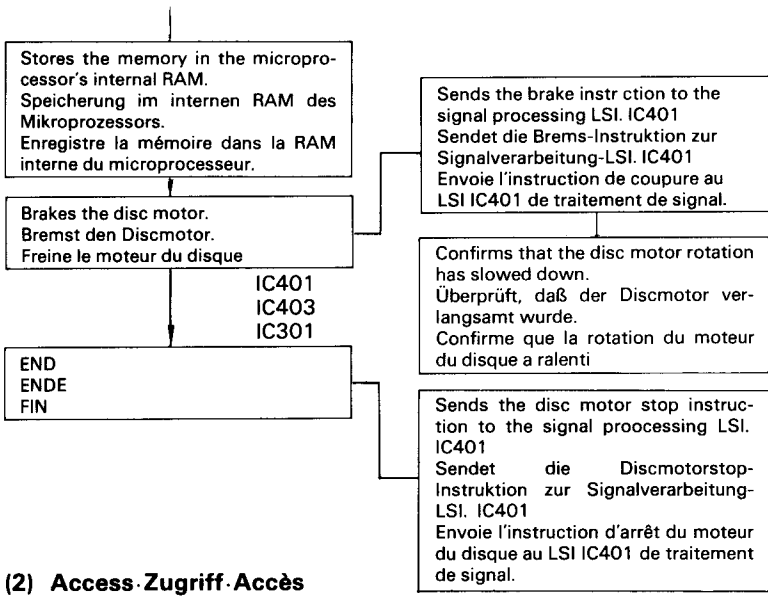 Stores the memory in the micropro-
cessor's internal RAM.
Speicherung im internen RAM des
Mikroprozessors.
Enregistre la mémoire dans la RAM
interne du microprocesseur.
Brakes the disc motor.
Bremst den Discmotor.
Freine le moteur du disque
IC401
IC403
IC301
END
ENDE
FIN
Sends the brake instr ction to the
signal processing LSI. IC401
Sendet die Brems-Instruktion zur
Signalverarbeitung-LSI. IC401
Envoie l'instruction de coupure au
LSI IC401 de traitement de signal.
Confirms that the disc motor rotation
has slowed down.
Überprüft, daß der Discmotor ver-
langsamt wurde.
Confirme que la rotation du moteur
du disque a ralenti
Sends the disc motor stop instruc-
tion to the signal proocessing LSI.
IC401
Sendet die Discmotorstop-
Instruktion zur Signalverarbeitung-
LSI. IC401
Envoie l'instruction d'arrêt du moteur
du disque au LSI IC401 de traitement
de signal.
(2) Access·Zugriff·Accès